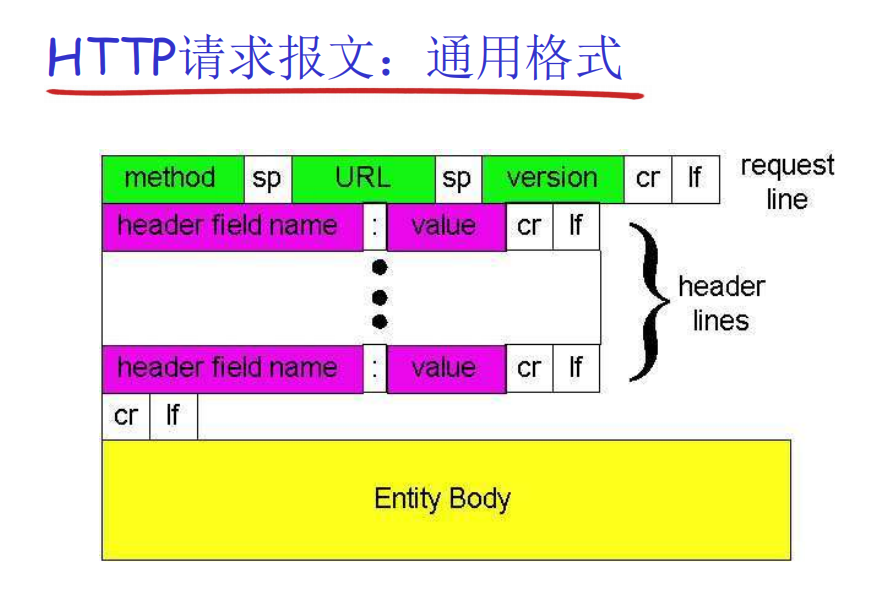 HTTP请求报文：通用格式
method sp URL sp version cr lf
request
line
header field name : value cr lf
header
lines
header field name : value cr lf
cr lf
Entity Body